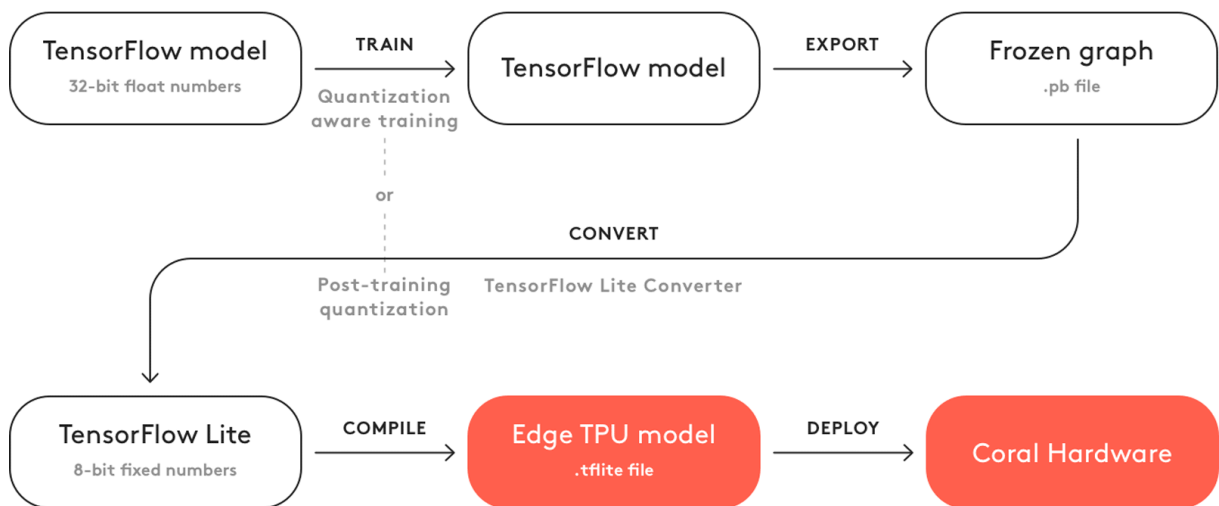 TensorFlow model
32-bit float numbers
TRAIN
Quantization
aware training
TensorFlow model
EXPORT
Frozen graph
.pb file
or
CONVERT
Post-training
quantization
TensorFlow Lite Converter
TensorFlow Lite
8-bit fixed numbers
COMPILE
Edge TPU model
.tflite file
DEPLOY
Coral Hardware